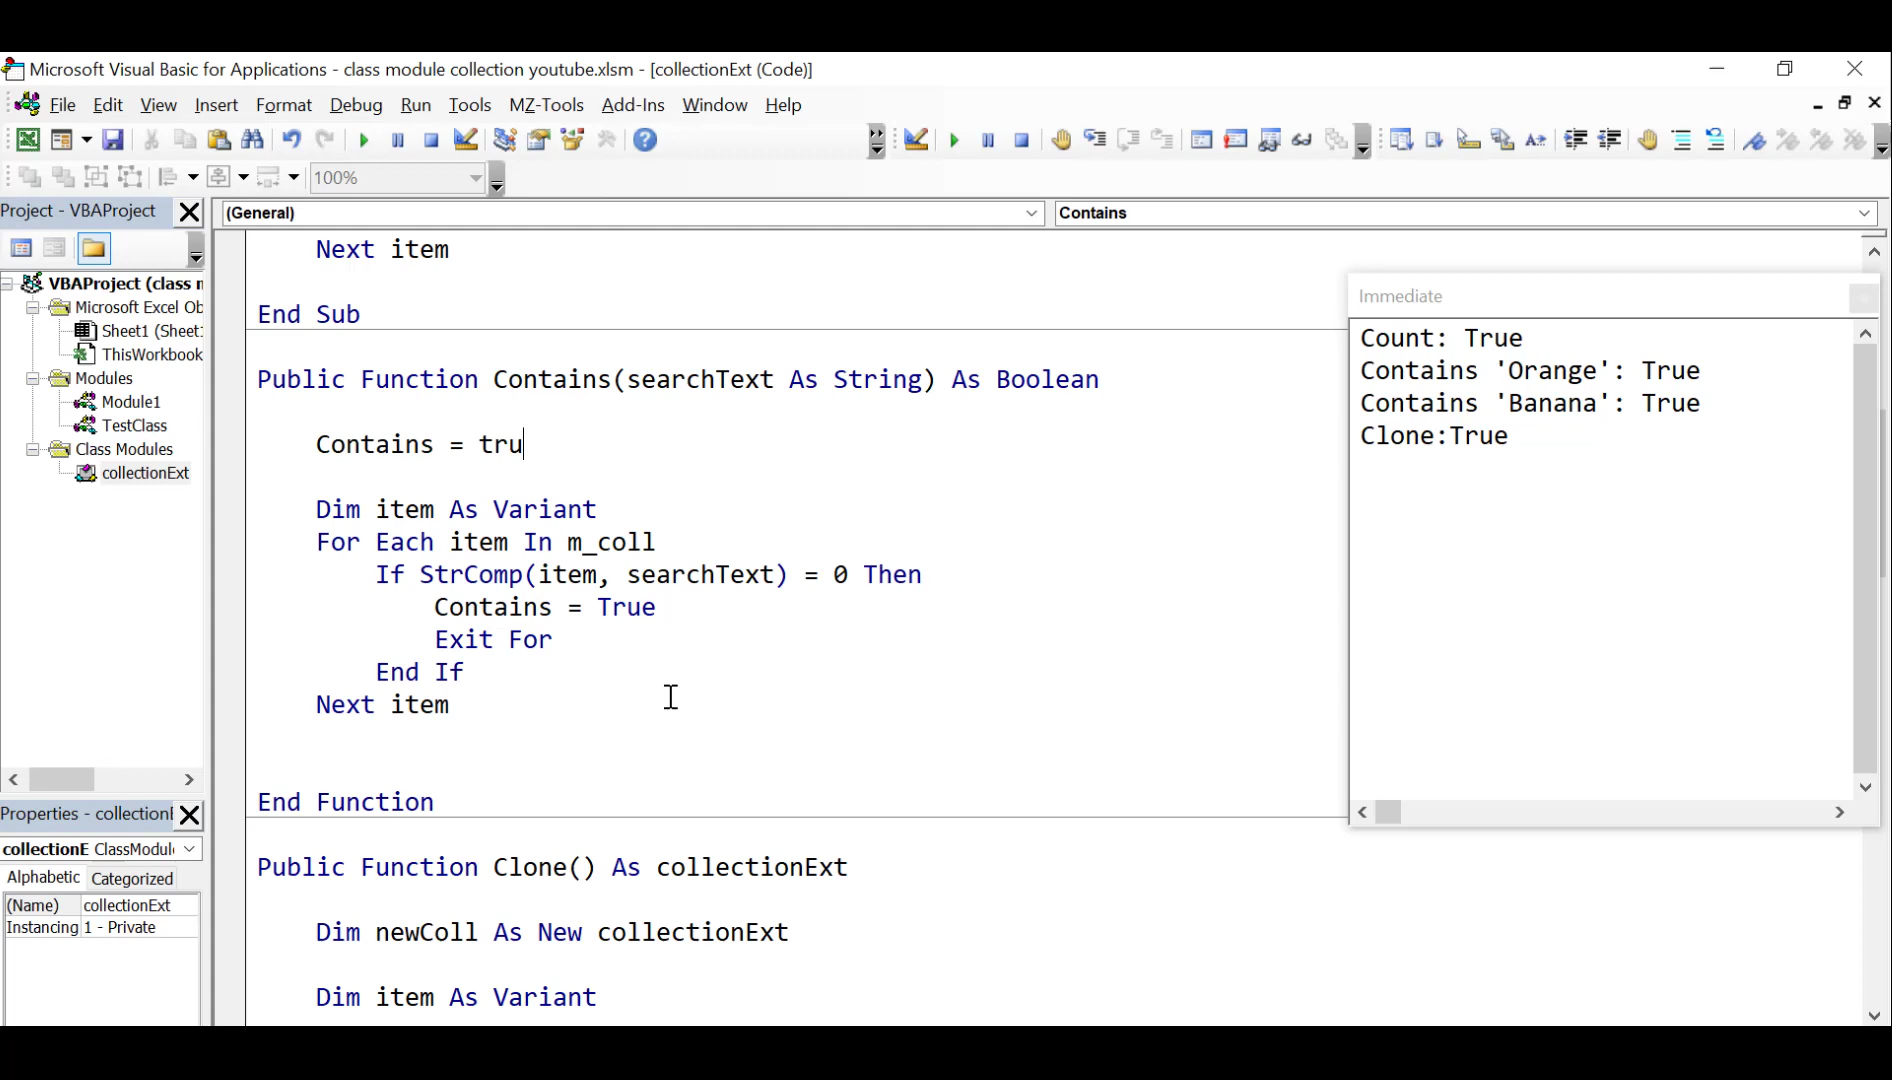 Microsoft Visual Basic for Applications - class module collection youtube.xlsm - [collectionExt (Code)]
File Edit View Insert Format Debug Run Tools MZ-Tools Add-Ins Window Help
100%
Project - VBAProject
(General)
Contains
VBAProject (class m
Microsoft Excel Ob
Sheet1 (Sheet1
ThisWorkbook
Modules
Module1
TestClass
Class Modules
collectionExt
Properties - collectionE
collectionE ClassModul
Alphabetic Categorized
(Name) collectionExt
Instancing 1 - Private
Next item
End Sub
Public Function Contains(searchText As String) As Boolean
Contains = tru
Dim item As Variant
For Each item In m_coll
If StrComp(item, searchText) = 0 Then
Contains = True
Exit For
End If
Next item
End Function
Public Function Clone() As collectionExt
Dim newColl As New collectionExt
Dim item As Variant
Immediate
Count: True
Contains 'Orange': True
Contains 'Banana': True
Clone:True